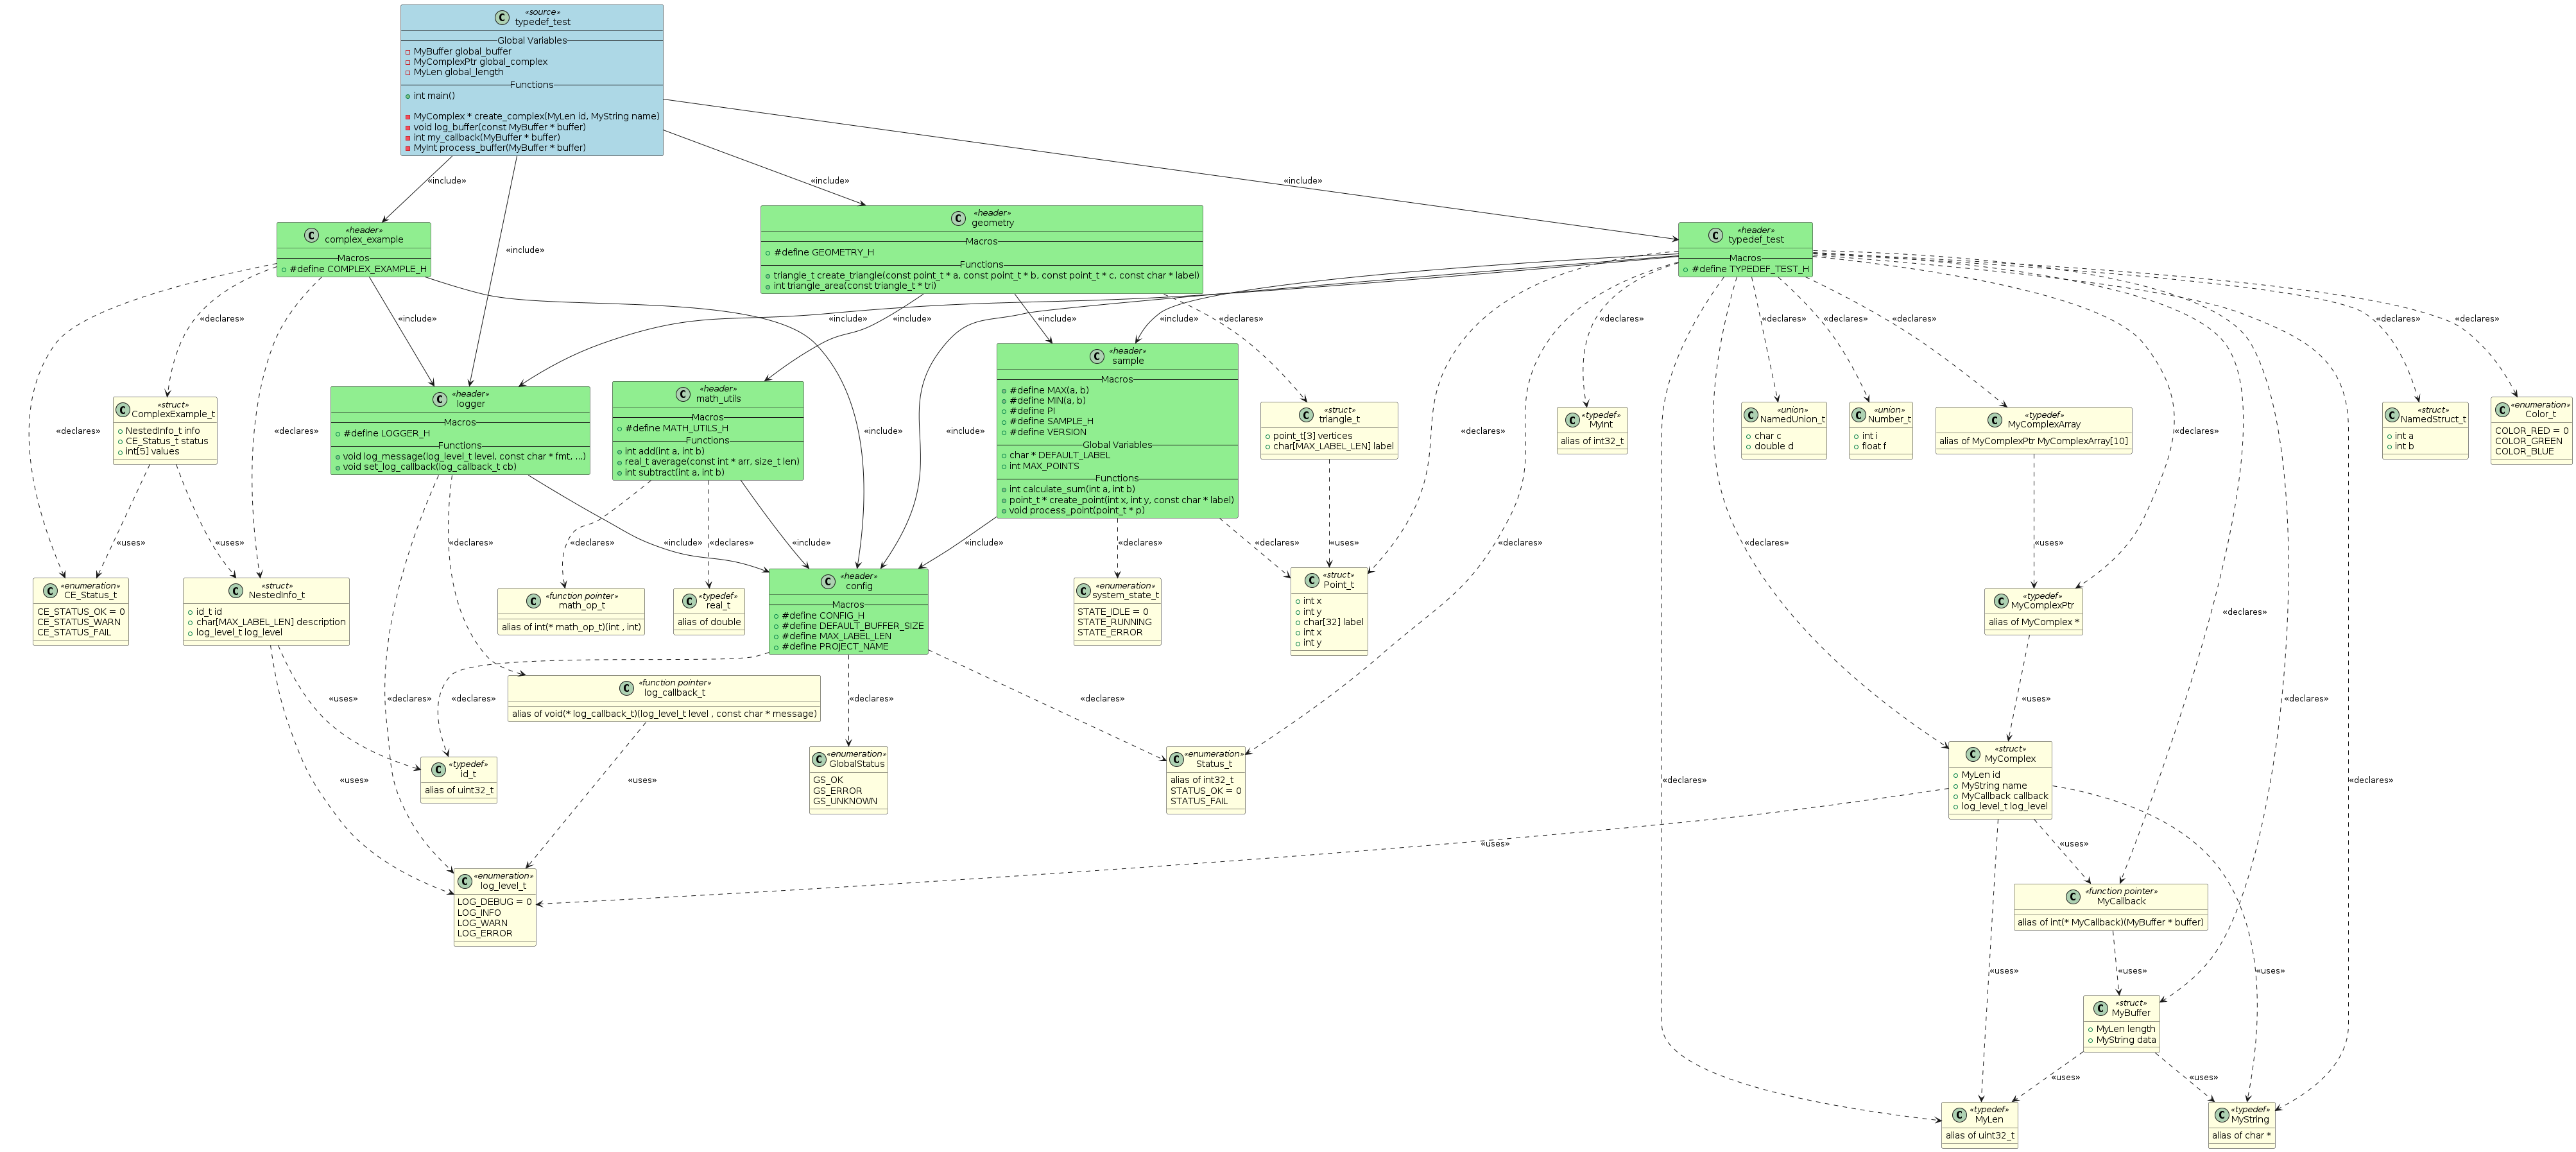 «source»
typedef_test
Global Variables
MyBuffer global_buffer
MyComplexPtr global_complex
MyLen global_length
Functions
int main()
MyComplex * create_complex(MyLen id, MyString name)
void log_buffer(const MyBuffer * buffer)
int my_callback(MyBuffer * buffer)
MyInt process_buffer(MyBuffer * buffer)
«include»
«include»
«include»
«include»
«header»
complex_example
Macros
#define COMPLEX_EXAMPLE_H
«header»
geometry
Macros
#define GEOMETRY_H
Functions
triangle_t create_triangle(const point_t * a, const point_t * b, const point_t * c, const char * label)
int triangle_area(const triangle_t * tri)
«header»
typedef_test
Macros
#define TYPEDEF_TEST_H
«declares»
«include»
«include»
«include»
«include»
«include»
«declares»
«declares»
«declares»
«declares»
«declares»
«declares»
«declares»
«struct»
ComplexExample_t
NestedInfo_t info
CE_Status_t status
int[5] values
«header»
logger
Macros
#define LOGGER_H
Functions
void log_message(log_level_t level, const char * fmt, ...)
void set_log_callback(log_callback_t cb)
«header»
math_utils
Macros
#define MATH_UTILS_H
Functions
int add(int a, int b)
real_t average(const int * arr, size_t len)
int subtract(int a, int b)
«header»
sample
Macros
#define MAX(a, b)
#define MIN(a, b)
#define PI
#define SAMPLE_H
#define VERSION
Global Variables
char * DEFAULT_LABEL
int MAX_POINTS
Functions
int calculate_sum(int a, int b)
point_t * create_point(int x, int y, const char * label)
void process_point(point_t * p)
«struct»
triangle_t
point_t[3] vertices
char[MAX_LABEL_LEN] label
«typedef»
MyInt
alias of int32_t
«union»
NamedUnion_t
char c
double d
«union»
Number_t
int i
float f
«typedef»
MyComplexArray
alias of MyComplexPtr MyComplexArray[10]
«struct»
NamedStruct_t
int a
int b
«enumeration»
Color_t
COLOR_RED = 0
COLOR_GREEN
COLOR_BLUE
«declares»
«declares»
«include»
«include»
«declares»
«declares»
«uses»
«uses»
«declares»
«include»
«declares»
«declares»
«include»
«include»
«declares»
«declares»
«uses»
«declares»
«declares»
«uses»
«enumeration»
CE_Status_t
CE_STATUS_OK = 0
CE_STATUS_WARN
CE_STATUS_FAIL
«struct»
NestedInfo_t
id_t id
char[MAX_LABEL_LEN] description
log_level_t log_level
«function pointer»
math_op_t
alias of int(* math_op_t)(int , int)
«typedef»
real_t
alias of double
«header»
config
Macros
#define CONFIG_H
#define DEFAULT_BUFFER_SIZE
#define MAX_LABEL_LEN
#define PROJECT_NAME
«enumeration»
system_state_t
STATE_IDLE = 0
STATE_RUNNING
STATE_ERROR
«struct»
Point_t
int x
int y
char[32] label
int x
int y
«typedef»
MyComplexPtr
alias of MyComplex *
«declares»
«uses»
«declares»
«declares»
«declares»
«declares»
«uses»
«declares»
«function pointer»
log_callback_t
alias of void(* log_callback_t)(log_level_t level , const char * message)
«uses»
«uses»
«declares»
«declares»
«typedef»
id_t
alias of uint32_t
«enumeration»
GlobalStatus
GS_OK
GS_ERROR
GS_UNKNOWN
«enumeration»
Status_t
alias of int32_t
STATUS_OK = 0
STATUS_FAIL
«struct»
MyComplex
MyLen id
MyString name
MyCallback callback
log_level_t log_level
«uses»
«uses»
«enumeration»
log_level_t
LOG_DEBUG = 0
LOG_INFO
LOG_WARN
LOG_ERROR
«function pointer»
MyCallback
alias of int(* MyCallback)(MyBuffer * buffer)
«uses»
«uses»
«uses»
«struct»
MyBuffer
MyLen length
MyString data
«uses»
«uses»
«typedef»
MyLen
alias of uint32_t
«typedef»
MyString
alias of char *